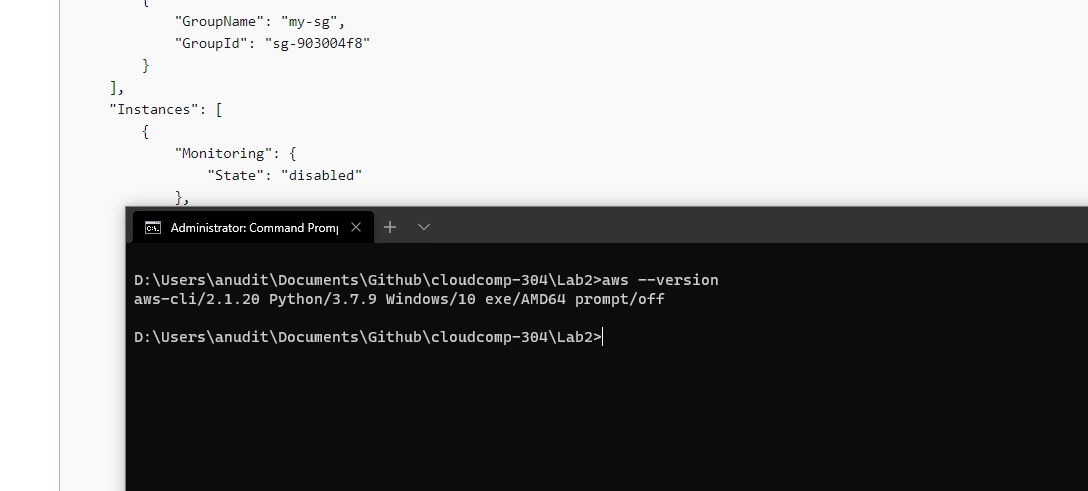 {
"GroupName": "my-sg",
"GroupId": "sg-903004f8"
}
],
"Instances": [
{
"Monitoring": {
"State": "disabled"
},
Administrator: Command Promp
D:\Users\anudit\Documents\Github\cloudcomp-304\Lab2>aws --version
aws-cli/2.1.20 Python/3.7.9 Windows/10 exe/AMD64 prompt/off
D:\Users\anudit\Documents\Github\cloudcomp-304\Lab2>